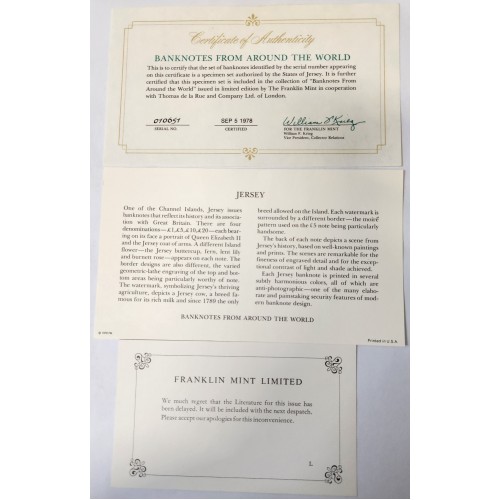 Certificate of Authenticity
BANKNOTES FROM AROUND THE WORLD
This is to certify that the set of banknotes identified by the serial number appearing
on this certificate is a specimen set authorized by the States of Jersey. It is further
certified that this specimen set is included in the collection of "Banknotes From
Around the World" issued in limited edition by The Franklin Mint in cooperation
with Thomas de la Rue and Company Ltd. of London.
010651 SEP 5 1978 William F Krieg
SERIAL NO. CERTIFIED FOR THE FRANKLIN MINT
William F. Krieg
Vice President, Collector Relations
JERSEY
One of the Channel Islands, Jersey issues
banknotes that reflect its history and its associa-
tion with Great Britain. There are four
denominations—£1, £5, £10, £20—each bear-
ing on its face a portrait of Queen Elizabeth II
and the Jersey coat of arms. A different Island
flower—the Jersey buttercup, fern, lent lily
and burnett rose—appears on each note. The
border designs are also different, the varied
geometric-lathe engraving of the top and bot-
tom areas being particularly worthy of note.
The watermark, symbolizing Jersey's thriving
agriculture, depicts a Jersey cow, a breed fa-
mous for its rich milk and since 1789 the only
breed allowed on the Island. Each watermark is
surrounded by a different border—the moiré
pattern used on the £5 note being particularly
handsome.
The back of each note depicts a scene from
Jersey's history, based on well-known paintings
and prints. The scenes are remarkable for the
fineness of engraved detail and for the exceptional
contrast of light and shade achieved.
Each Jersey banknote is printed in several
subtly harmonious colors, all of which are
anti-photographic—one of the many elabo-
rate and painstaking security features of mod-
ern banknote design.
BANKNOTES FROM AROUND THE WORLD
Printed in U.S.A.
FRANKLIN MINT LIMITED
We much regret that the Literature for this issue has
been delayed. It will be included with the next despatch.
Please accept our apologies for this inconvenience.
L